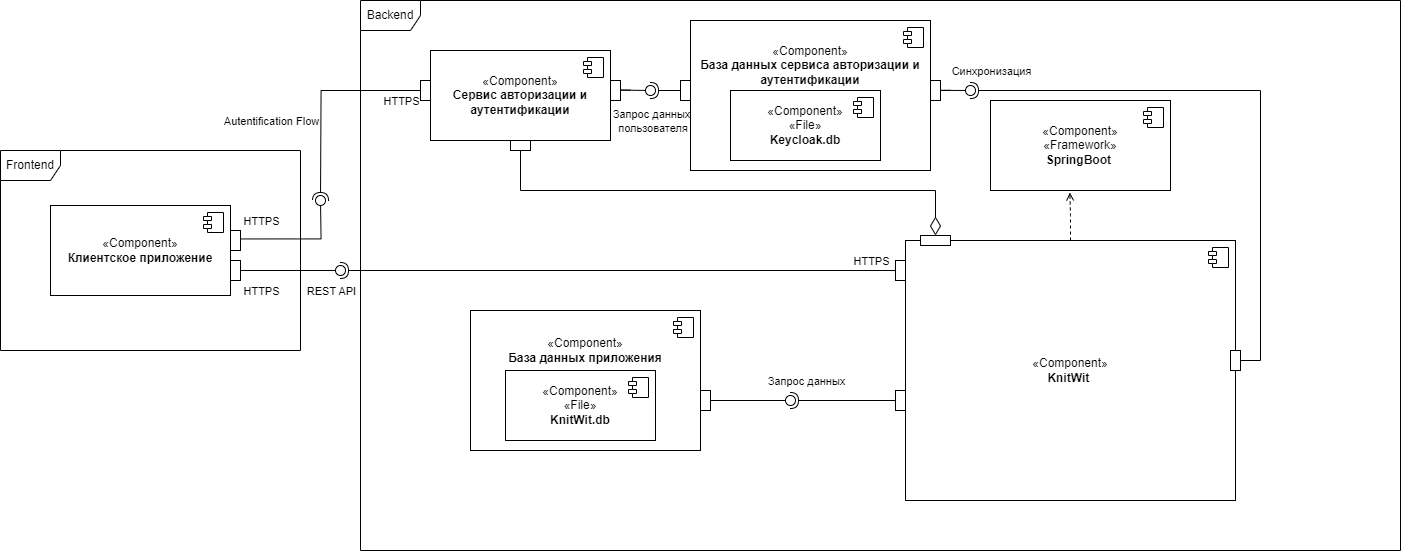 Backend
«Component»
Сервис авторизации и
аутентификации
HTTPS
Запрос данных
пользователя
«Component»
База данных сервиса авторизации и
аутентификации
«Component»
«File»
Keycloak.db
Синхронизация
«Component»
«Framework»
SpringBoot
Autentification Flow
Frontend
«Component»
Клиентское приложение
HTTPS
HTTPS
REST API
HTTPS
«Component»
База данных приложения
«Component»
«File»
KnitWit.db
Запрос данных
«Component»
KnitWit